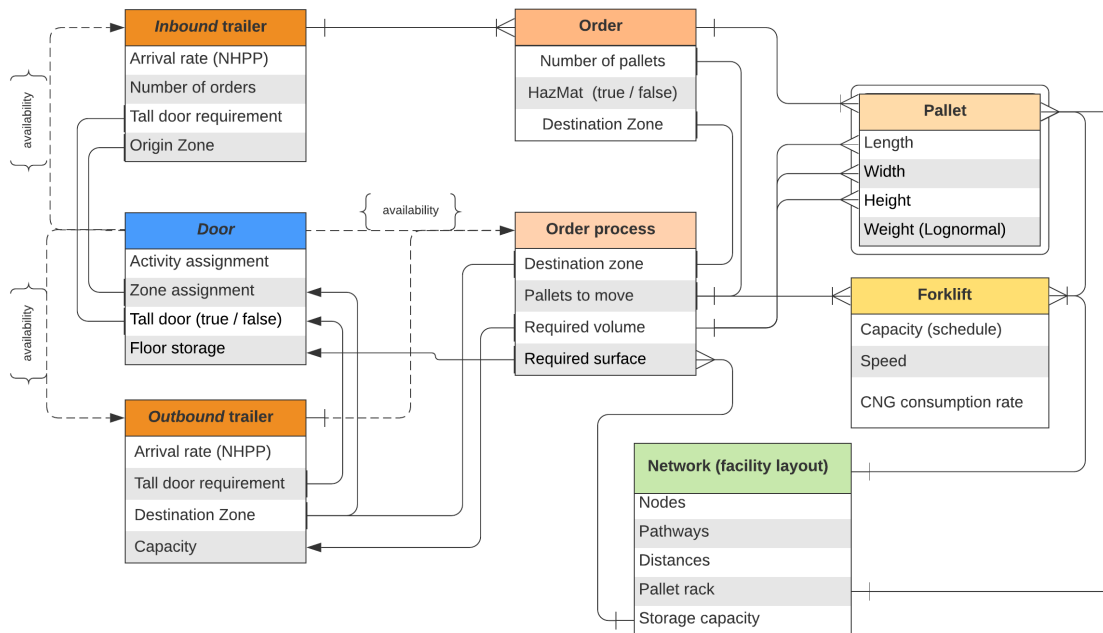 Inbound trailer
Arrival rate (NHPP)
Number of orders
Tall door requirement
Origin Zone
availability
Order
Number of pallets
HazMat (true / false)
Destination Zone
Pallet
Length
Width
Height
Weight (Lognormal)
Door
Activity assignment
Zone assignment
Tall door (true / false)
Floor storage
availability
availability
Order process
Destination zone
Pallets to move
Required volume
Required surface
Forklift
Capacity (schedule)
Speed
CNG consumption rate
Outbound trailer
Arrival rate (NHPP)
Tall door requirement
Destination Zone
Capacity
Network (facility layout)
Nodes
Pathways
Distances
Pallet rack
Storage capacity